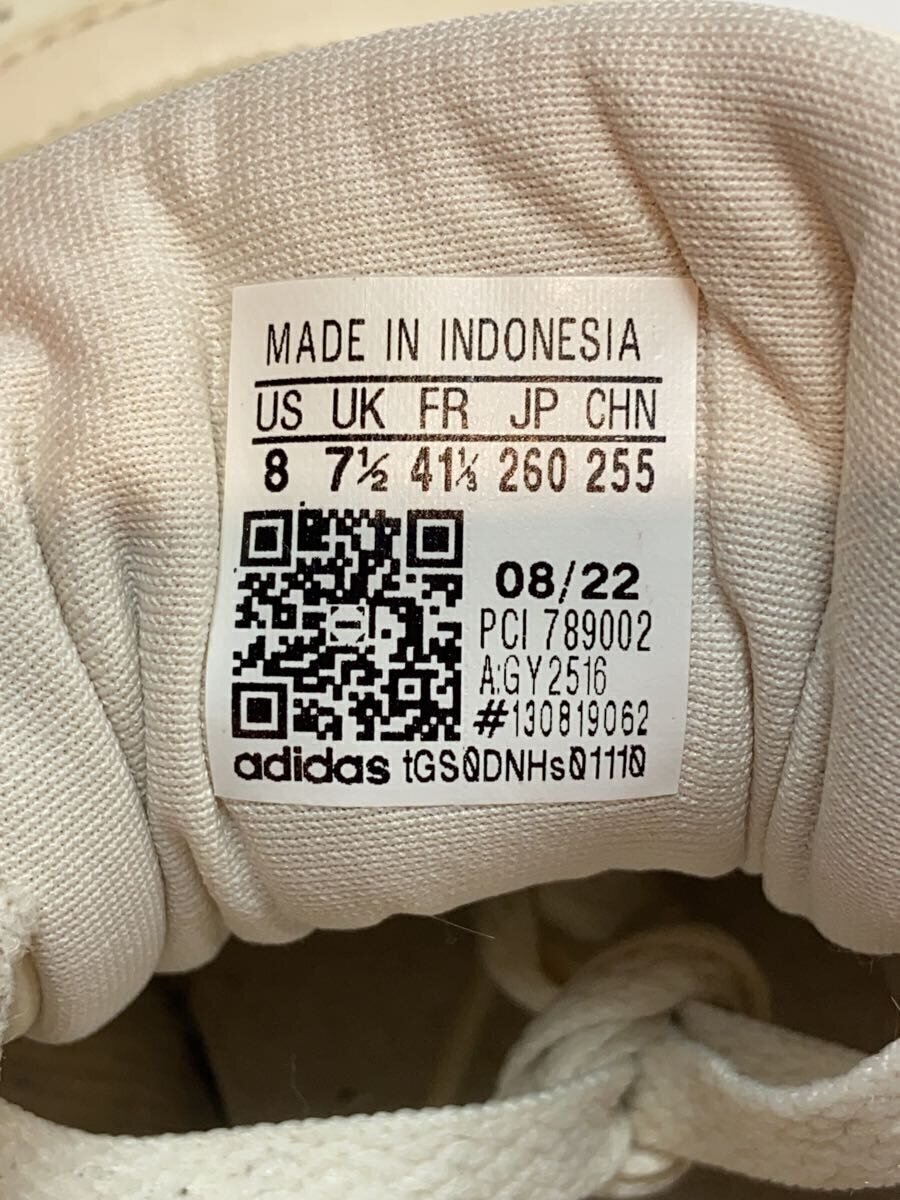 MADE IN INDONESIA
US UK FR JP CHN
8 7½ 41⅓ 260 255
08/22
PCI 789002
A:GY2516
#130819062
adidas tGS0DNHs01110